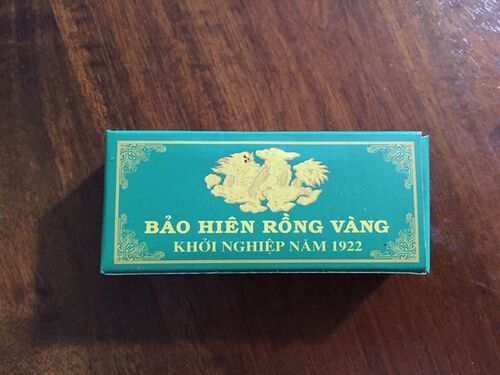 BẢO HIÊN RỒNG VÀNG
KHỞI NGHIỆP NĂM 1922